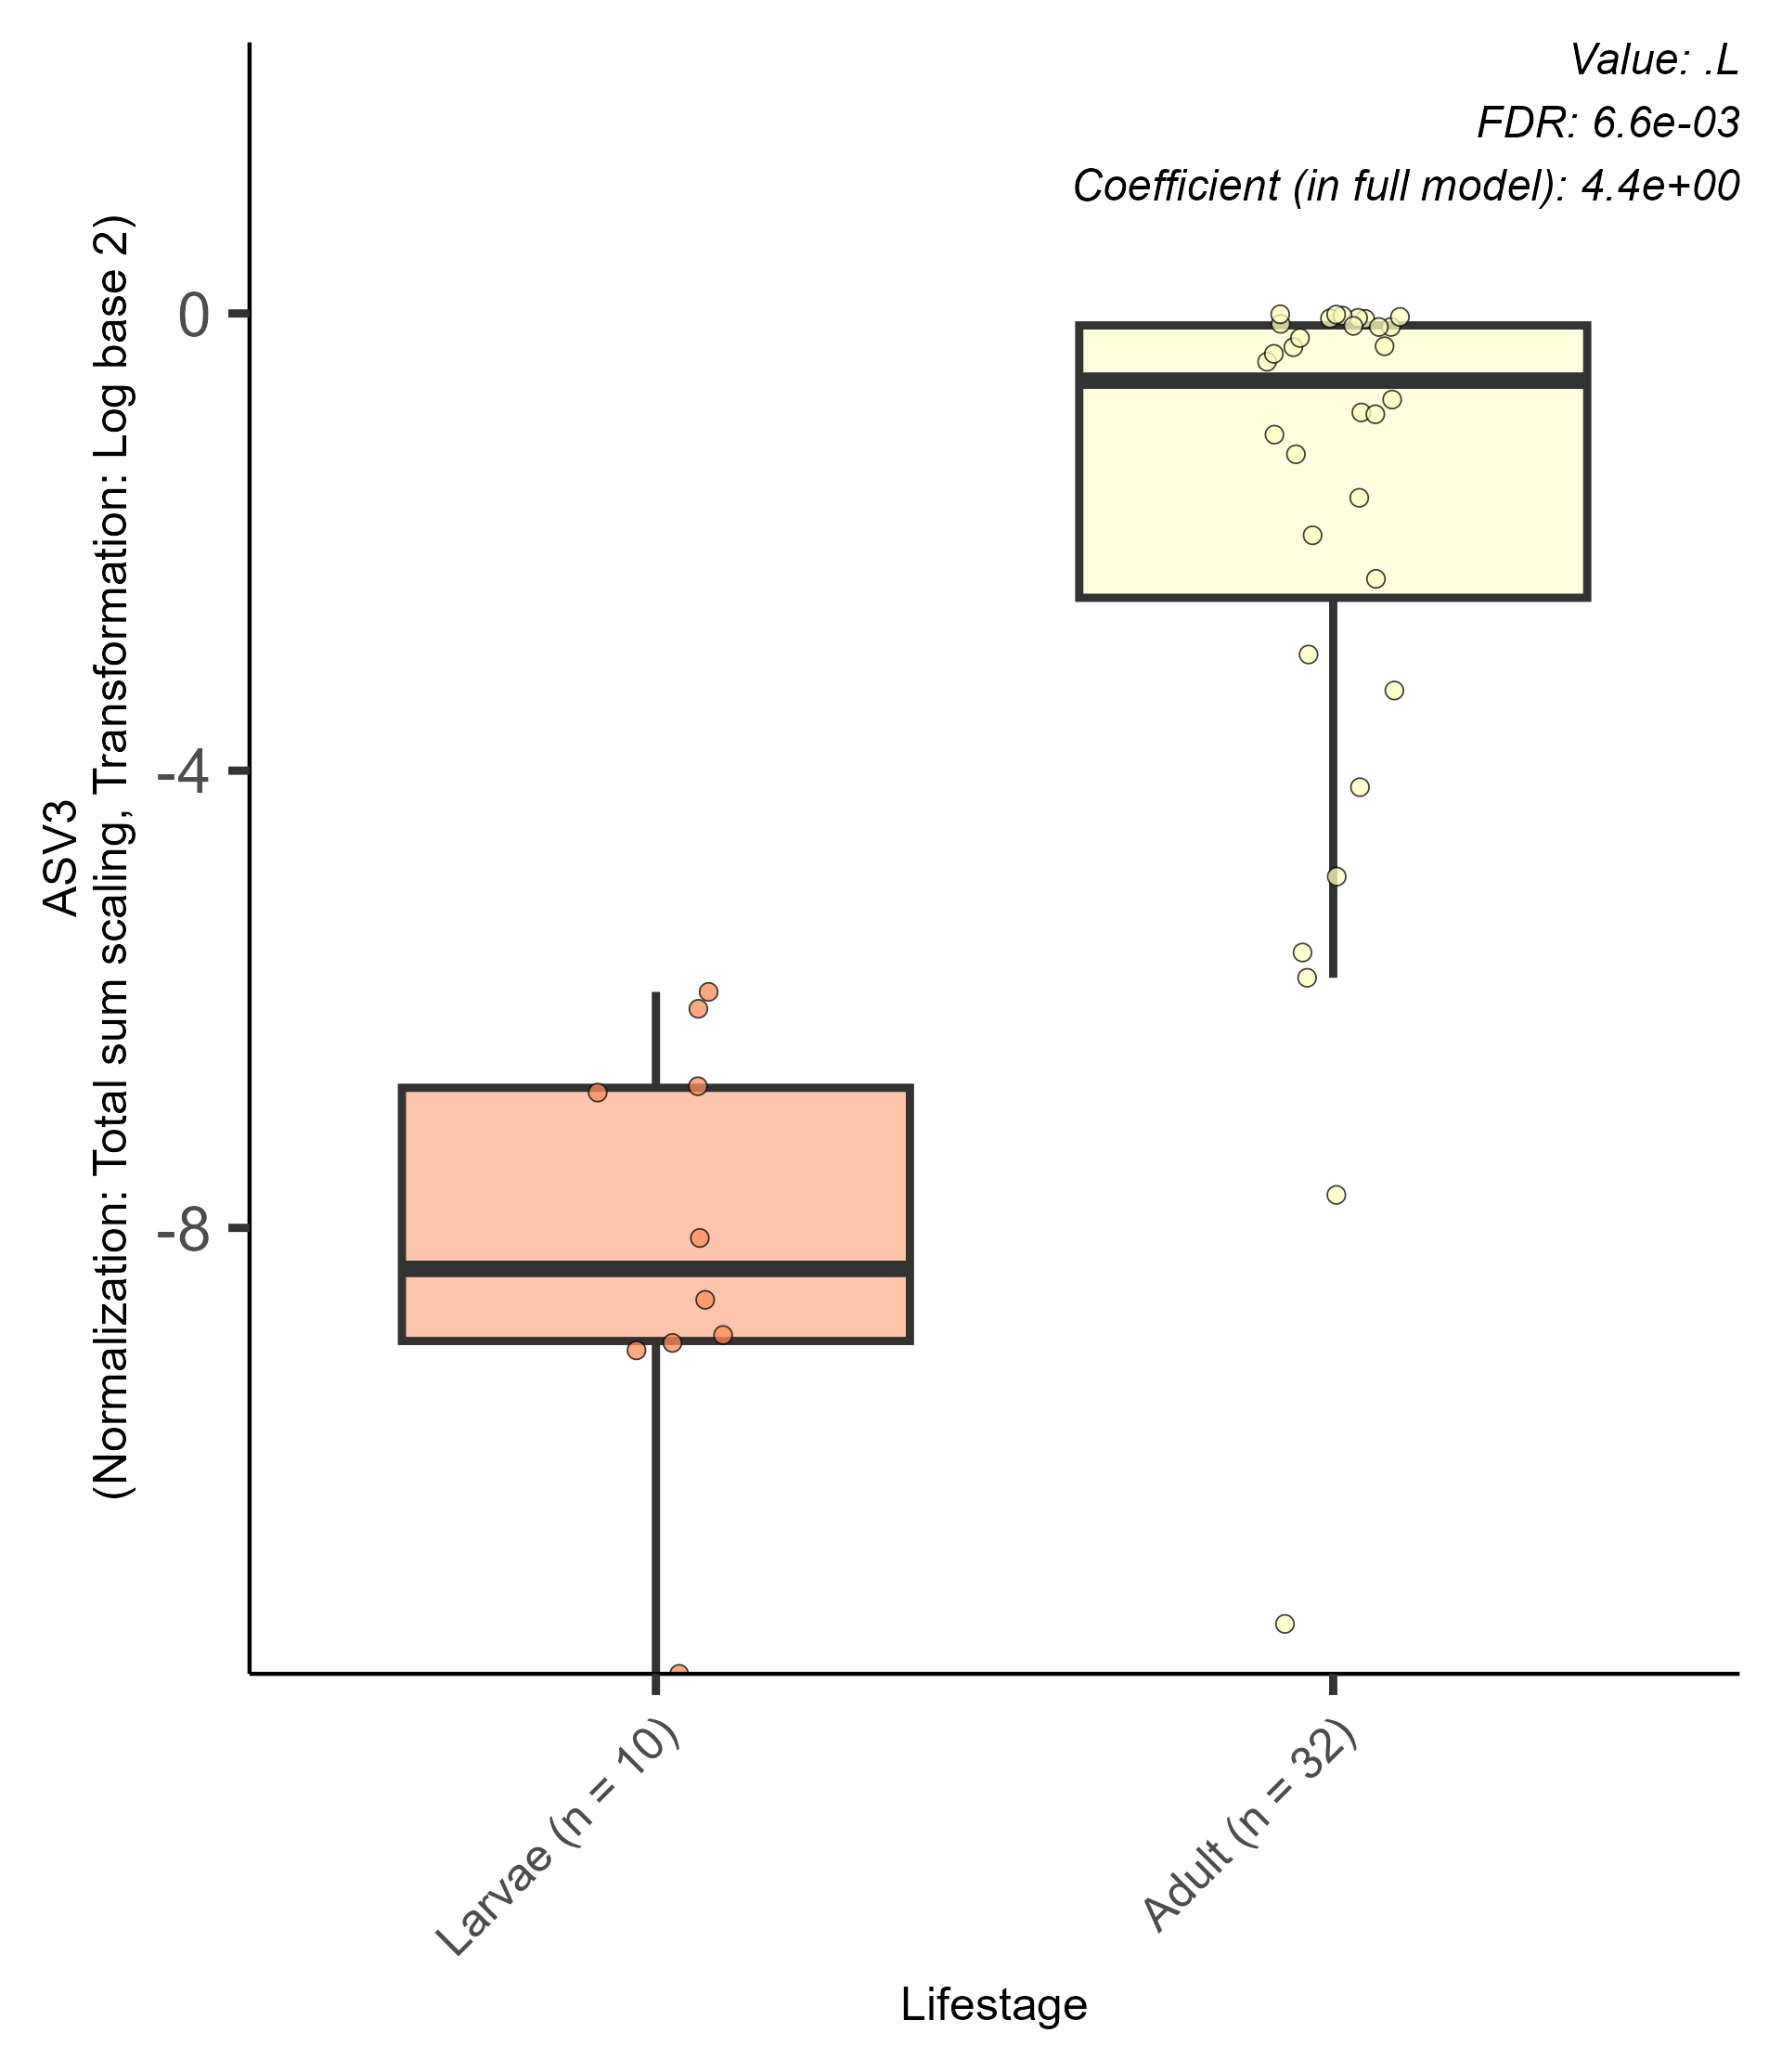 Value: .L
FDR: 6.6e-03
Coefficient (in full model): 4.4e+00
ASV3
(Normalization: Total sum scaling, Transformation: Log base 2)
0
-4
-8
Larvae (n = 10)
Adult (n = 32)
Lifestage